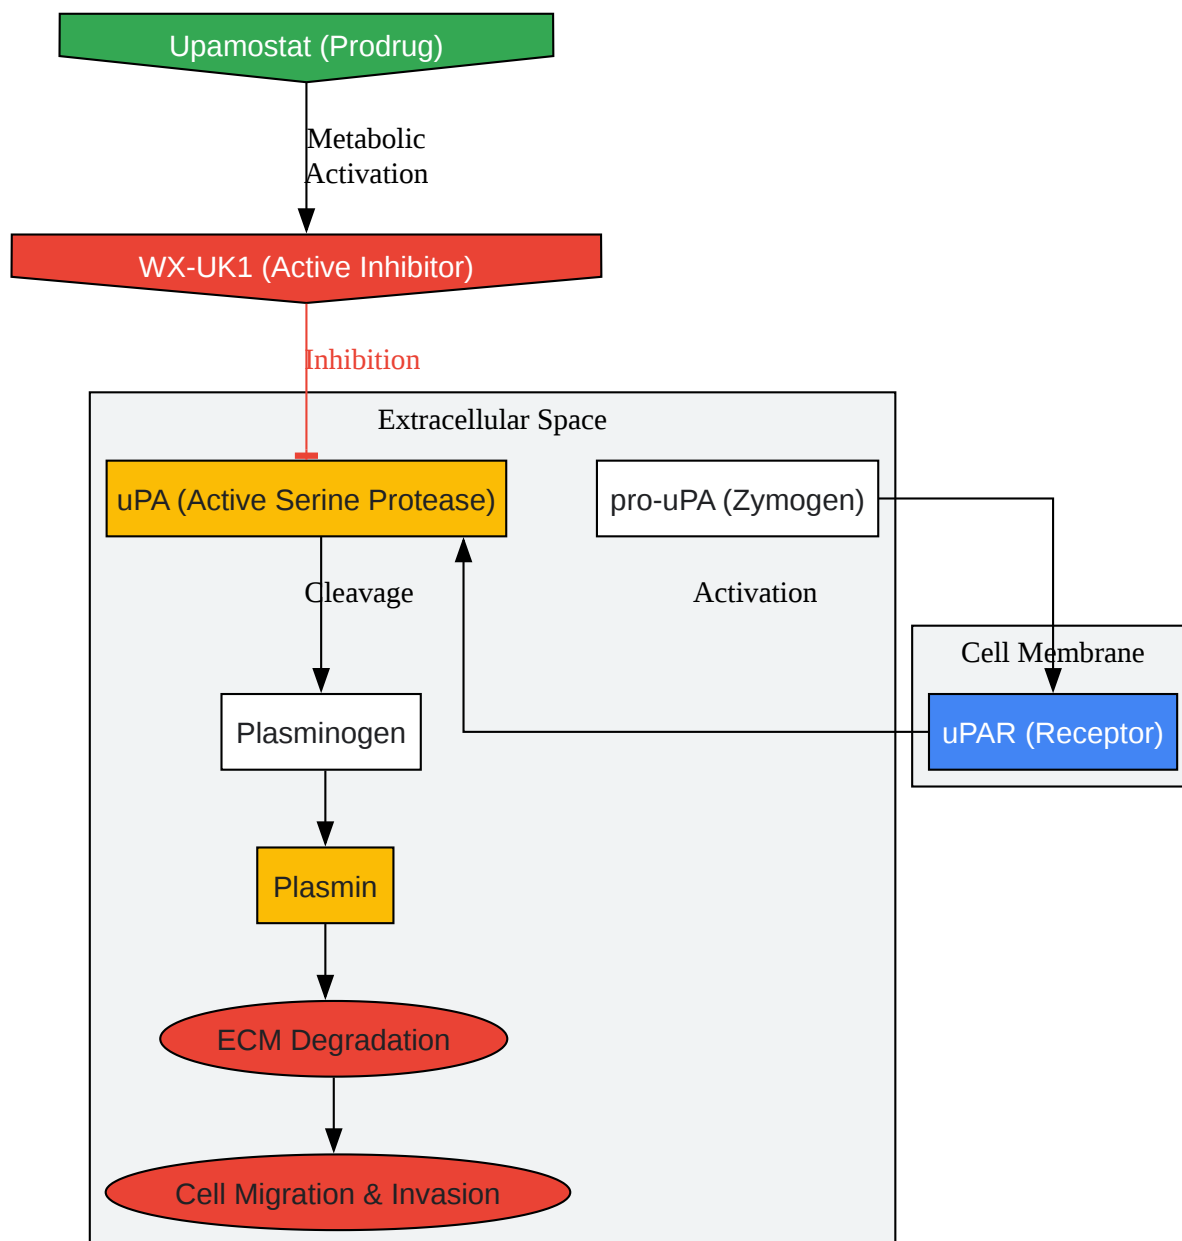 Upamostat (Prodrug)
Metabolic
Activation
WX-UK1 (Active Inhibitor)
Inhibition
Extracellular Space
uPA (Active Serine Protease)
pro-uPA (Zymogen)
Cleavage
Activation
Cell Membrane
Plasminogen
uPAR (Receptor)
Plasmin
ECM Degradation
Cell Migration & Invasion